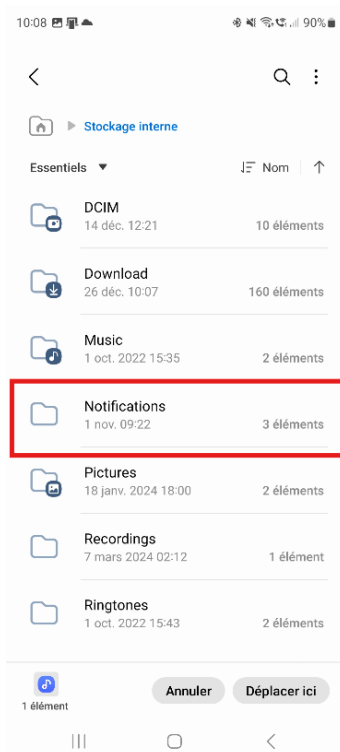 10:08 90%
Stockage interne
Essentiels Nom
DCIM
14 déc. 12:21 10 éléments
Download
26 déc. 10:07 160 éléments
Music
1 oct. 2022 15:35 2 éléments
Notifications
1 nov. 09:22 3 éléments
Pictures
18 janv. 2024 18:00 2 éléments
Recordings
7 mars 2024 02:12 1 élément
Ringtones
1 oct. 2022 15:43 2 éléments
Annuler Déplacer ici
1 élément